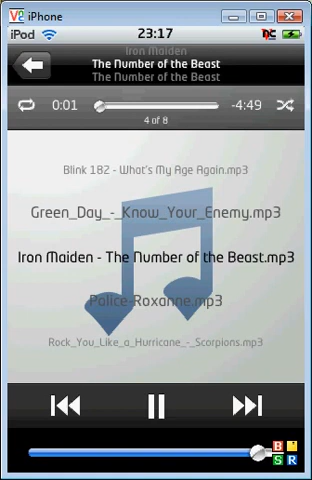 iPhone
iPod 23:17
Iron Maiden
The Number of the Beast
The Number of the Beast
0:01 -4:49
4 of 8
Blink 182 - What's My Age Again.mp3
Green_Day_-_Know_Your_Enemy.mp3
Iron Maiden - The Number of the Beast.mp3
Police-Roxanne.mp3
Rock_You_Like_a_Hurricane_-_Scorpions.mp3
B
S R